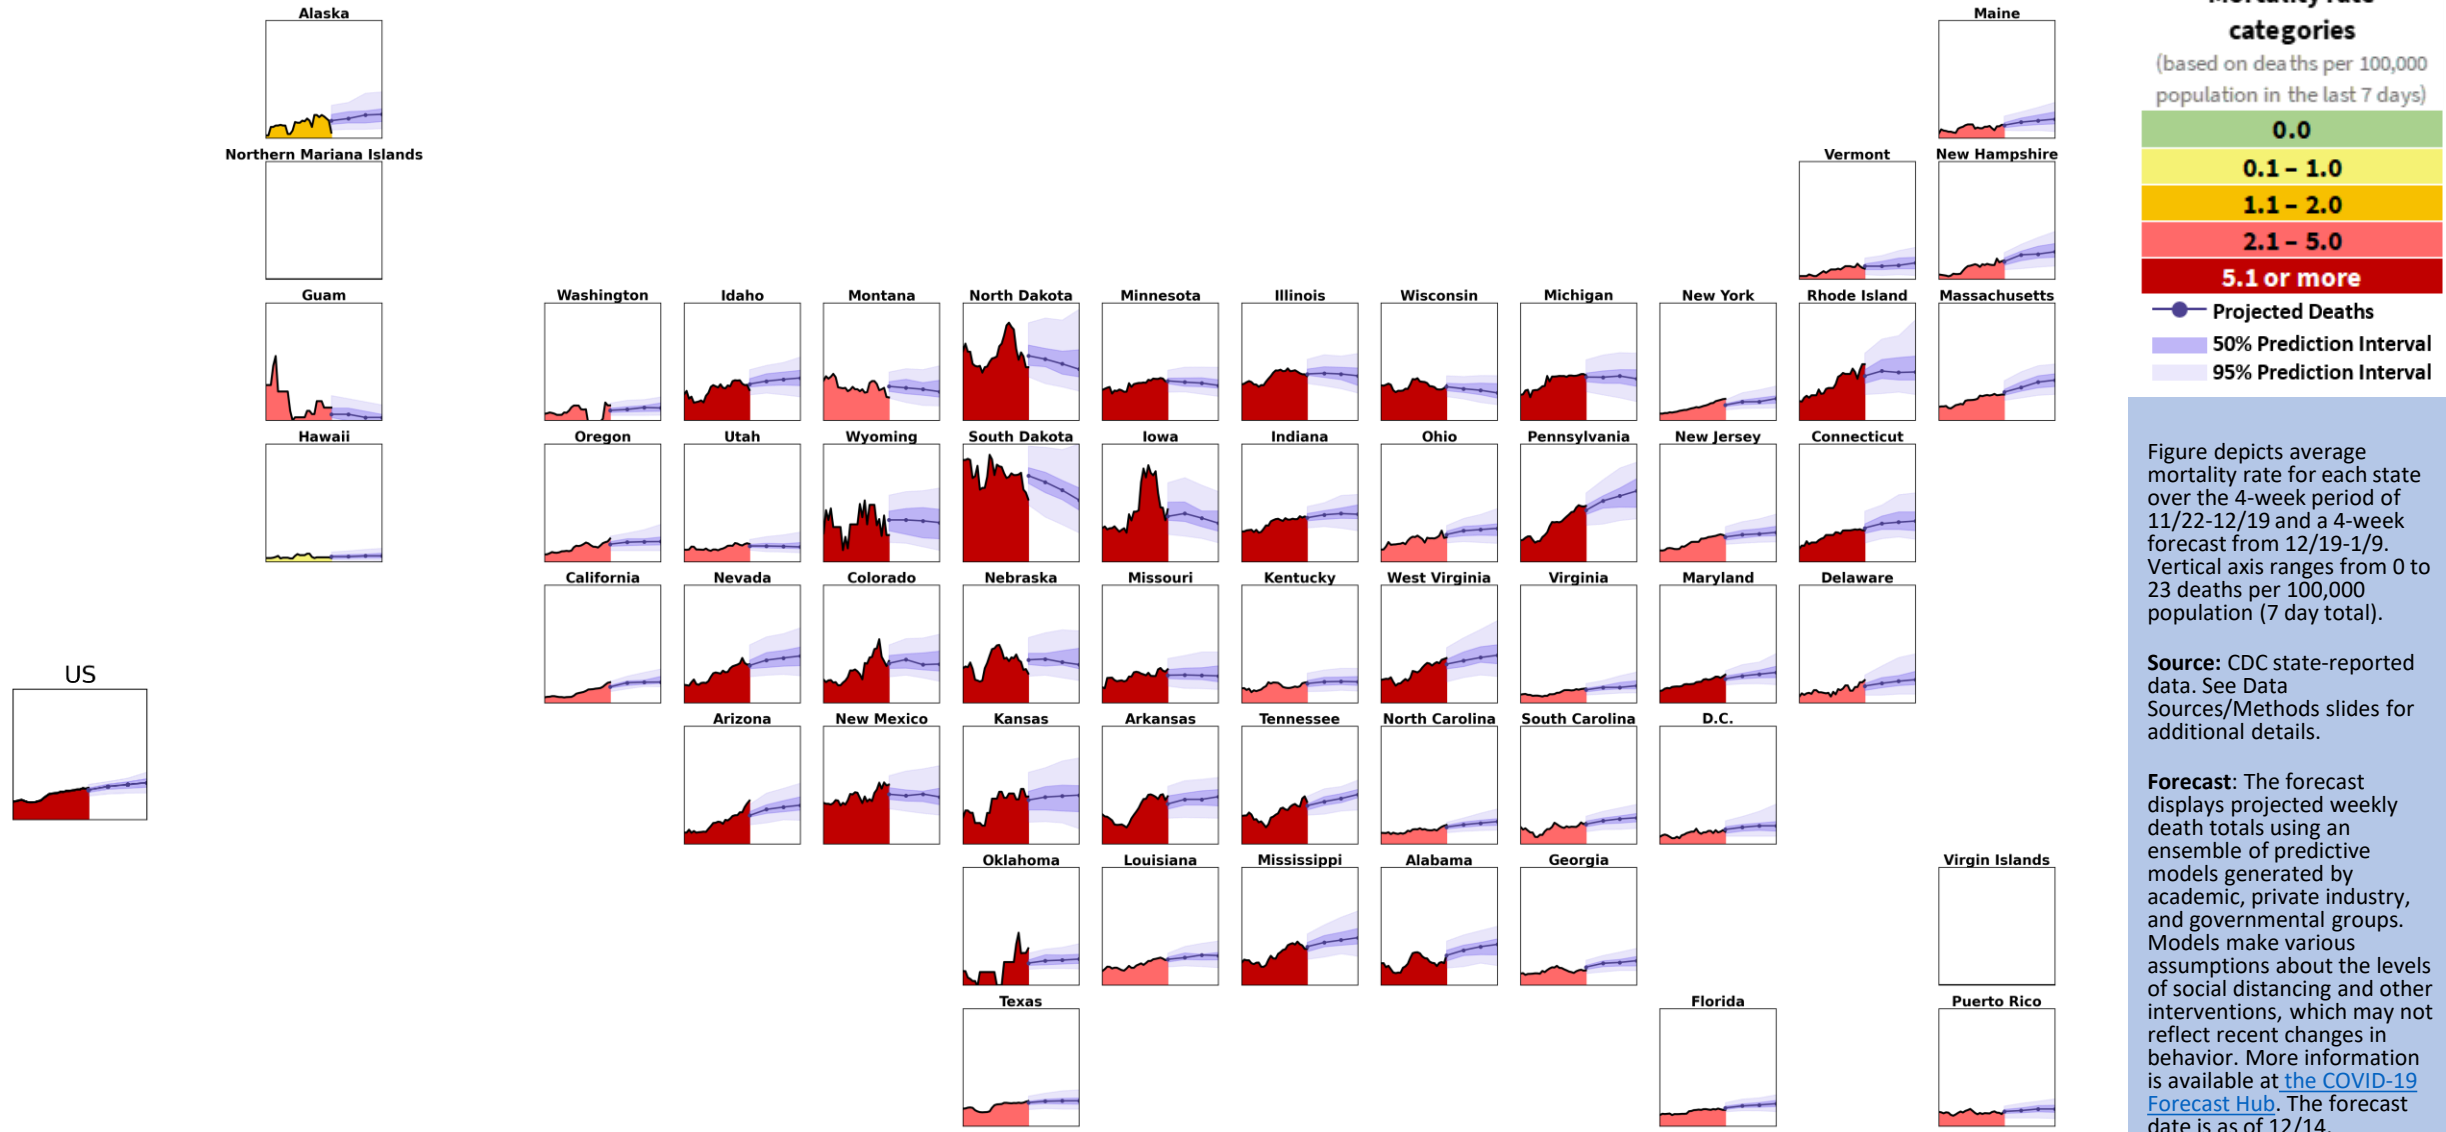 Alaska
Maine
Mortality rate
categories
(based on deaths per 100,000
population in the last 7 days)
0.0
0.1 – 1.0
1.1 – 2.0
2.1 – 5.0
5.1 or more
Projected Deaths
50% Prediction Interval
95% Prediction Interval
Northern Mariana Islands
Vermont
New Hampshire
Guam
Washington
Idaho
Montana
North Dakota
Minnesota
Illinois
Wisconsin
Michigan
New York
Rhode Island
Massachusetts
Hawaii
Oregon
Utah
Wyoming
South Dakota
Iowa
Indiana
Ohio
Pennsylvania
New Jersey
Connecticut
California
Nevada
Colorado
Nebraska
Missouri
Kentucky
West Virginia
Virginia
Maryland
Delaware
US
Arizona
New Mexico
Kansas
Arkansas
Tennessee
North Carolina
South Carolina
D.C.
Oklahoma
Louisiana
Mississippi
Alabama
Georgia
Virgin Islands
Texas
Florida
Puerto Rico
Figure depicts average
mortality rate for each state
over the 4-week period of
11/22-12/19 and a 4-week
forecast from 12/19-1/9.
Vertical axis ranges from 0 to
23 deaths per 100,000
population (7 day total).
Source: CDC state-reported
data. See Data
Sources/Methods slides for
additional details.
Forecast: The forecast
displays projected weekly
death totals using an
ensemble of predictive
models generated by
academic, private industry,
and governmental groups.
Models make various
assumptions about the levels
of social distancing and other
interventions, which may not
reflect recent changes in
behavior. More information
is available at the COVID-19
Forecast Hub. The forecast
date is as of 12/14.